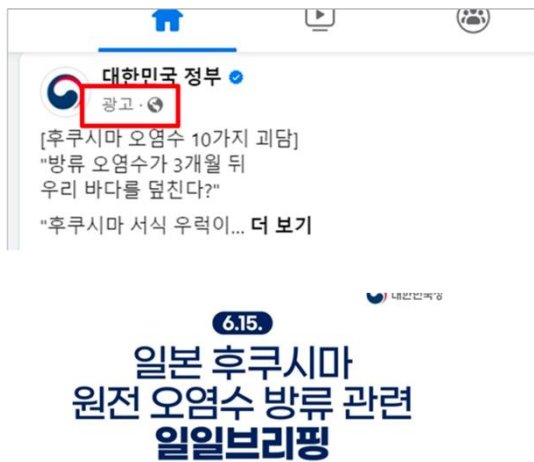 대한민국 정부
광고 ·
[후쿠시마 오염수 10가지 괴담]
"방류 오염수가 3개월 뒤
우리 바다를 덮친다?"
"후쿠시마 서식 우럭이... 더 보기
6.15.
일본 후쿠시마
원전 오염수 방류 관련
일일브리핑